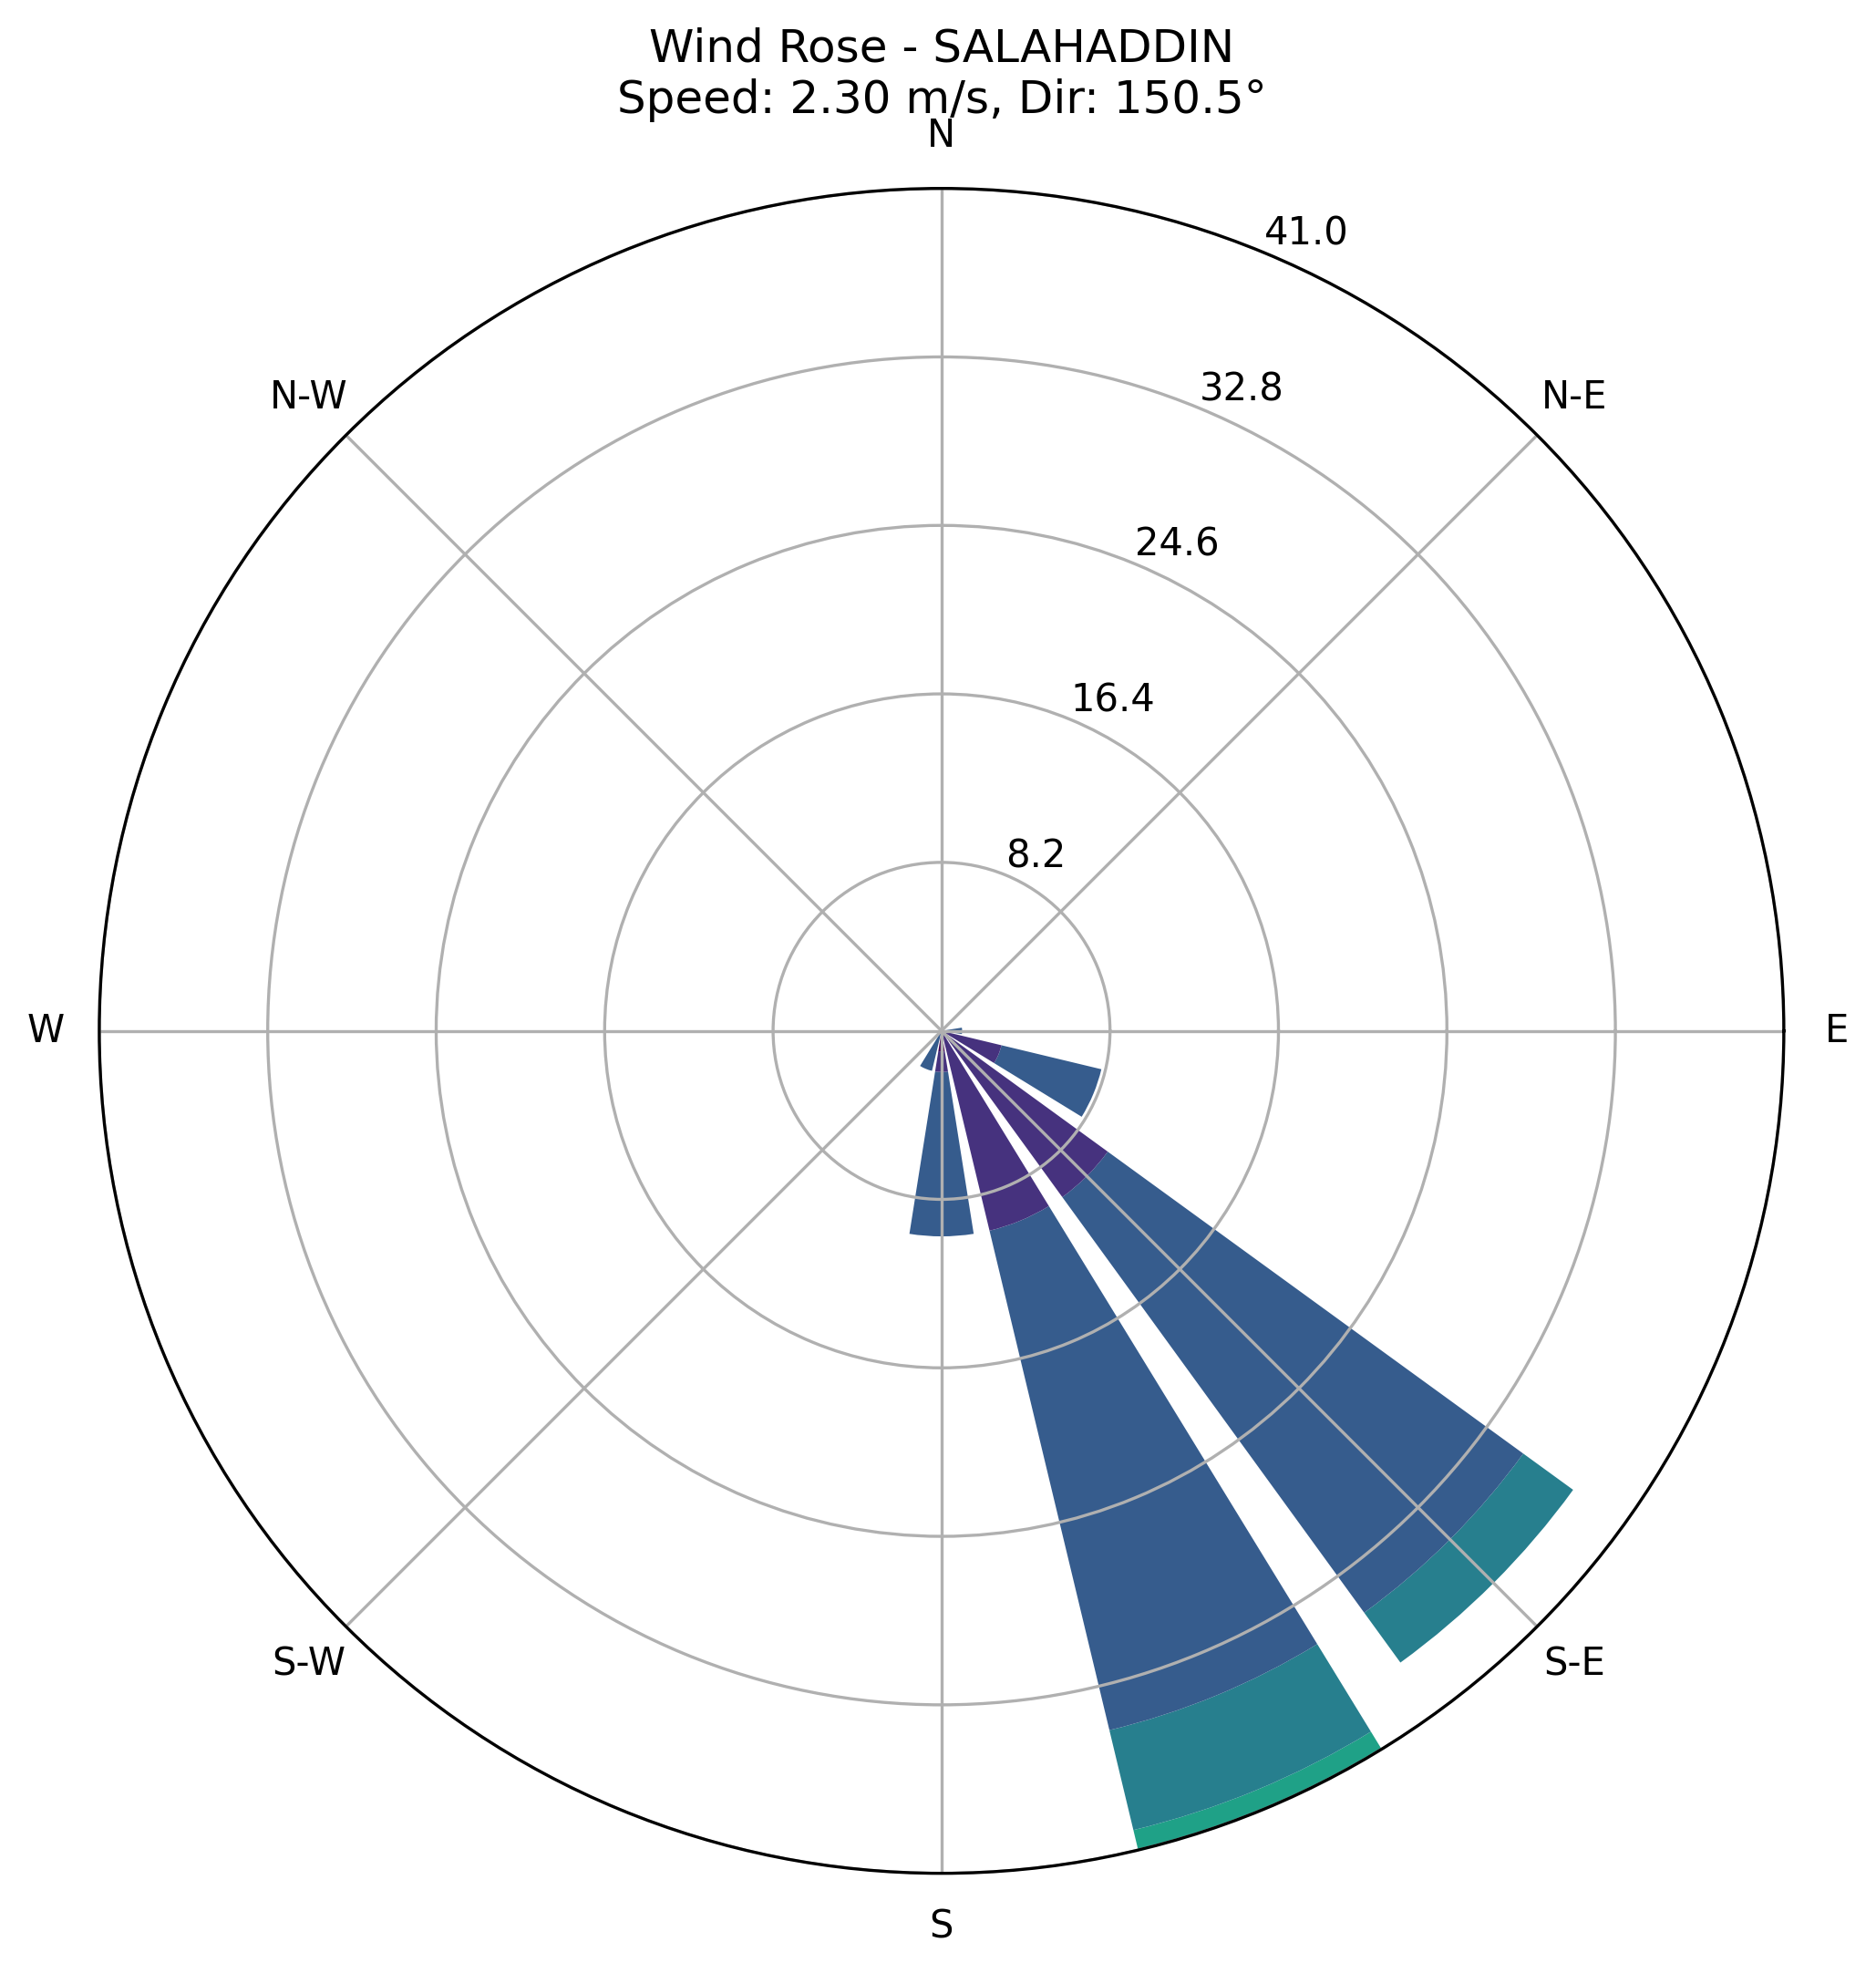 Wind Rose - SALAHADDIN
Speed: 2.30 m/s, Dir: 150.5°
N
41.0
32.8
N-W
N-E
24.6
16.4
8.2
W
E
S-W
S-E
S